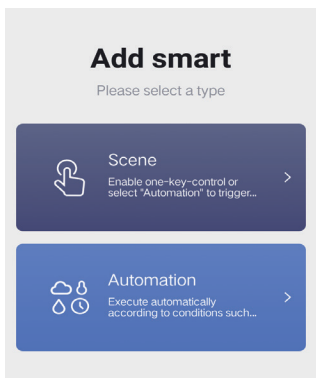 Add smart
Please select a type
Scene
Enable one-key-control or
select "Automation" to trigger...
Automation
Execute automatically
according to conditions such...